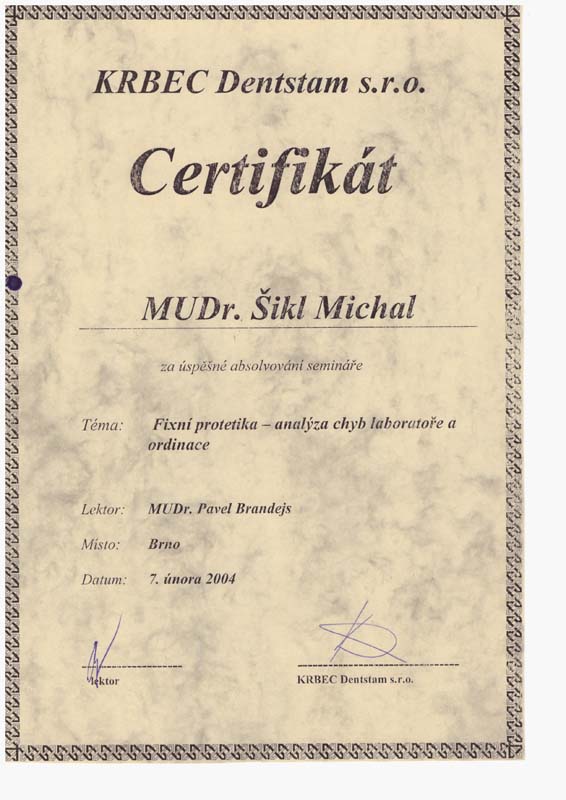 KRBEC Dentstam s.r.o.
Certifikát
MUDr. Šikl Michal
za úspěšné absolvování semináře
Téma: Fixní protetika – analýza chyb laboratoře a
ordinace
Lektor: MUDr. Pavel Brandejs
Místo: Brno
Datum: 7. února 2004
lektor
KRBEC Dentstam s.r.o.